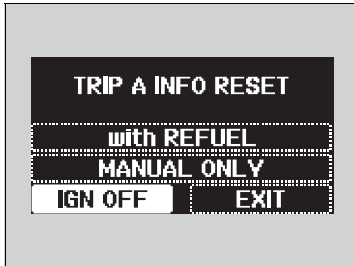 TRIP A INFO RESET
with REFUEL
MANUAL ONLY
IGN OFF EXIT